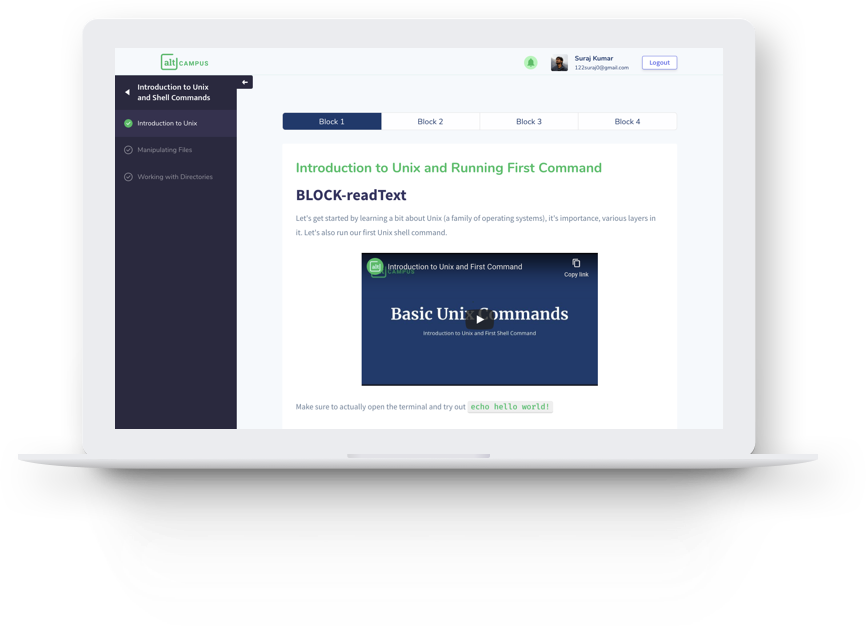 alt CAMPUS
Suraj Kumar
122suraj0@gmail.com
Logout
Introduction to Unix
and Shell Commands
Introduction to Unix
Manipulating Files
Working with Directories
Block 1
Block 2
Block 3
Block 4
Introduction to Unix and Running First Command
BLOCK-readText
Let's get started by learning a bit about Unix (a family of operating systems), it's importance, various layers in
it. Let's also run our first Unix shell command.
alt CAMPUS
Introduction to Unix and First Command
Copy link
Basic Unix Commands
Introduction to Unix and First Shell Command
Make sure to actually open the terminal and try out echo hello world!